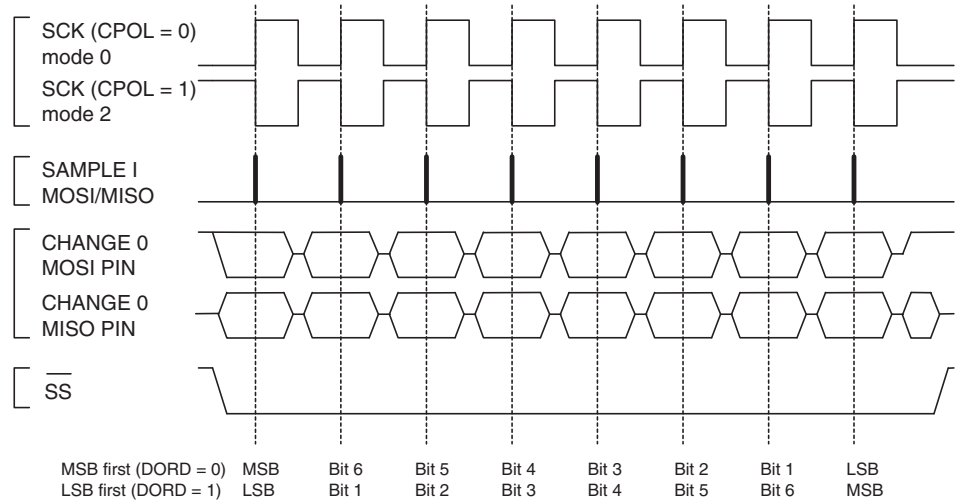 SCK (CPOL = 0)
mode 0
SCK (CPOL = 1)
mode 2
SAMPLE I
MOSI/MISO
CHANGE 0
MOSI PIN
CHANGE 0
MISO PIN
SS
MSB first (DORD = 0) MSB Bit 6 Bit 5 Bit 4 Bit 3 Bit 2 Bit 1 LSB
LSB first (DORD = 1) LSB Bit 1 Bit 2 Bit 3 Bit 4 Bit 5 Bit 6 MSB